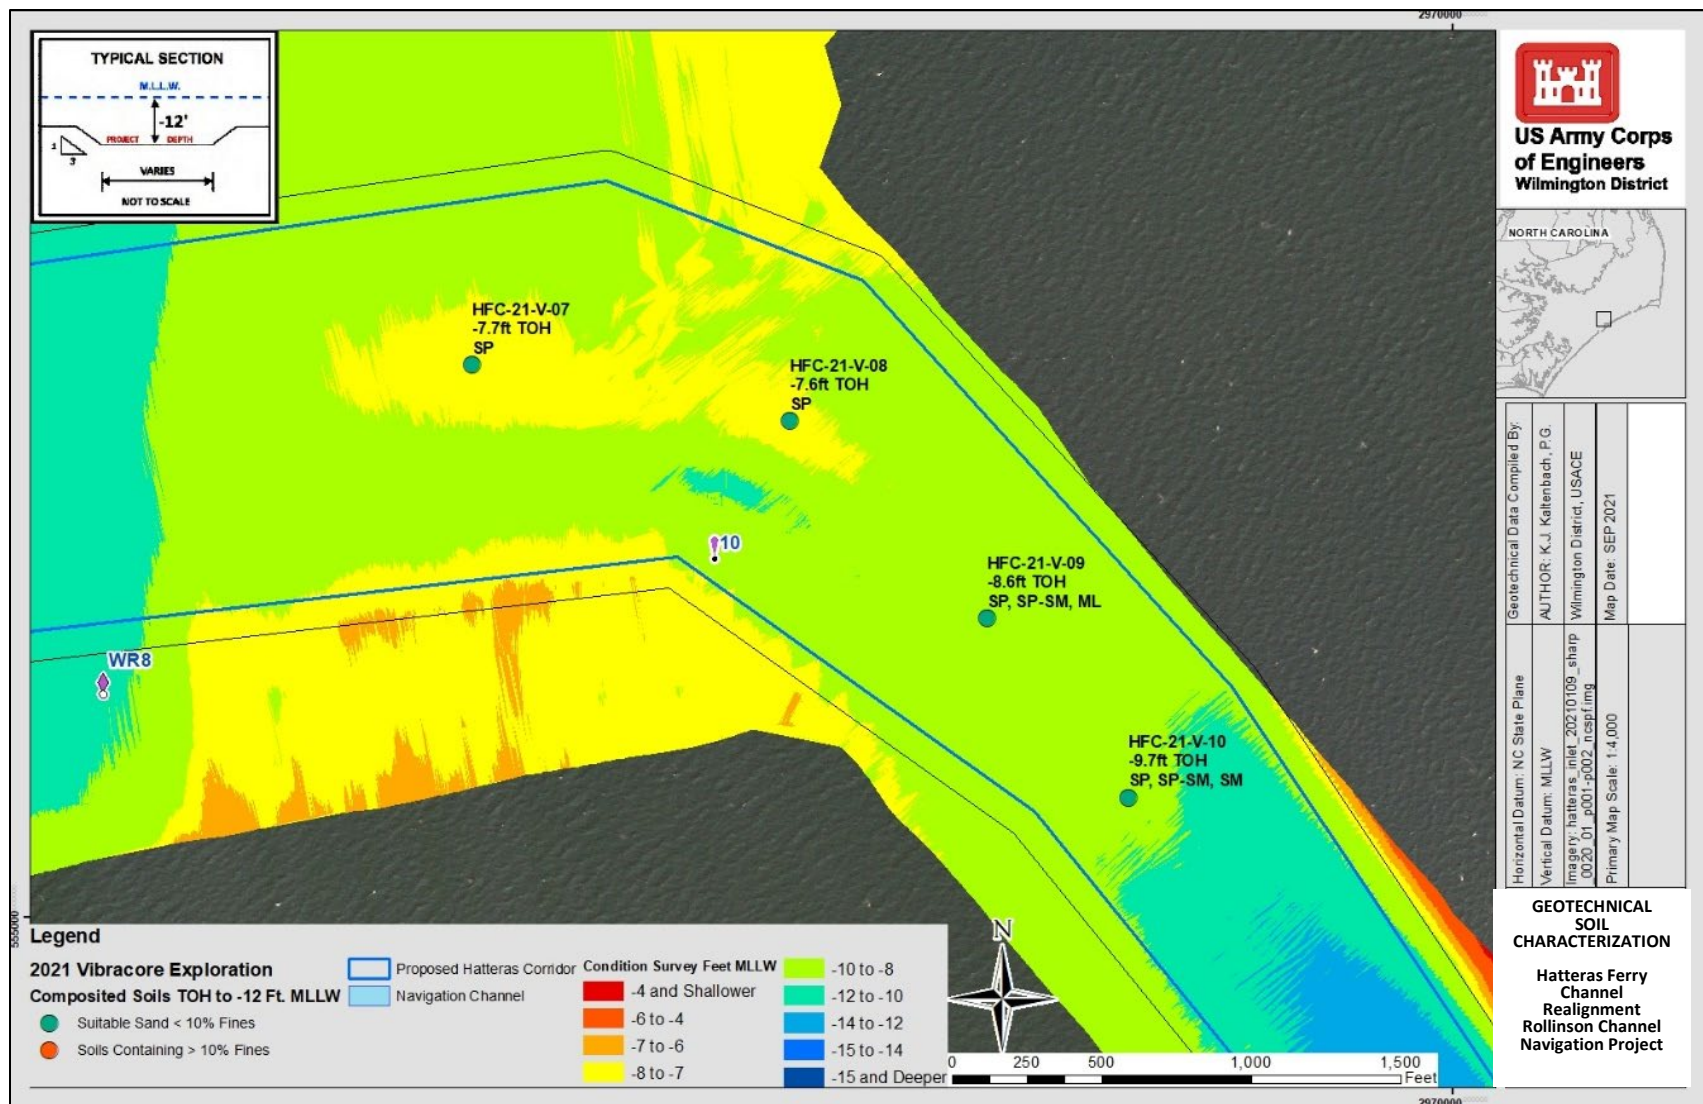 2970000
TYPICAL SECTION
M.L.L.W.
-12'
PROJECT DEPTH
1
3
VARIES
NOT TO SCALE
US Army Corps
of Engineers
Wilmington District
NORTH CAROLINA
HFC-21-V-07
-7.7ft TOH
SP
HFC-21-V-08
-7.6ft TOH
SP
10
HFC-21-V-09
-8.6ft TOH
SP, SP-SM, ML
WR8
HFC-21-V-10
-9.7ft TOH
SP, SP-SM, SM
Geotechnical Data Compiled By:
AUTHOR: K.J. Kaltenbach, P.G.
Wilmington District, USACE
Map Date: SEP 2021
Horizontal Datum: NC State Plane
Vertical Datum: MLLW
Imagery: hatteras_inlet_20210109_sharp
_0020_01_p001-p002_ncspf.img
Primary Map Scale: 1:4,000
GEOTECHNICAL
SOIL
CHARACTERIZATION
Hatteras Ferry
Channel
Realignment
Rollinson Channel
Navigation Project
555000
Legend
2021 Vibracore Exploration
Composited Soils TOH to -12 Ft. MLLW
Suitable Sand < 10% Fines
Soils Containing > 10% Fines
Proposed Hatteras Corridor
Navigation Channel
Condition Survey Feet MLLW
-4 and Shallower
-6 to -4
-7 to -6
-8 to -7
-10 to -8
-12 to -10
-14 to -12
-15 to -14
-15 and Deeper
N
0 250 500 1,000 1,500
Feet
2970000